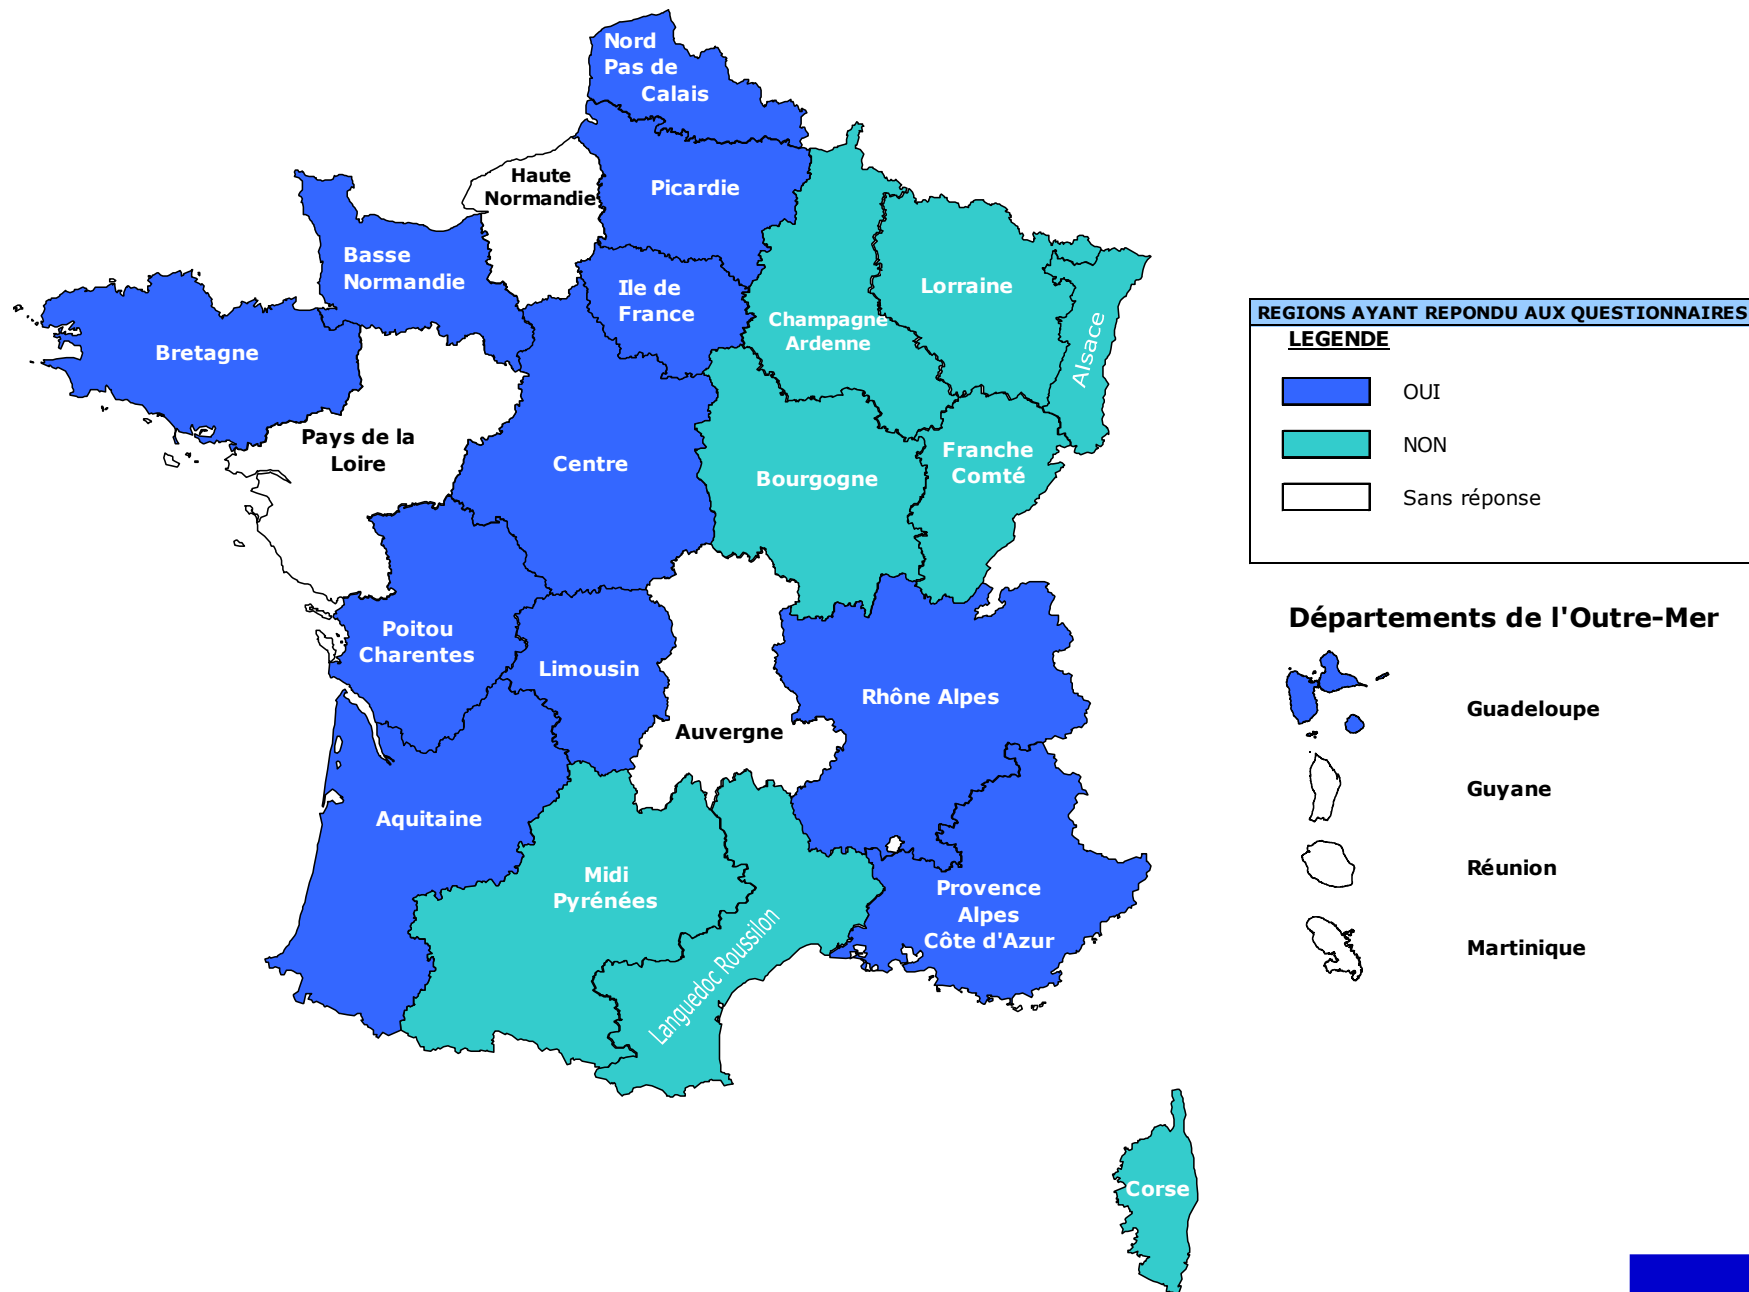 Nord
Pas de
Calais
Haute
Normandie
Picardie
Basse
Normandie
Ile de
France
Lorraine
Champagne
Ardenne
Alsace
Bretagne
Pays de la
Loire
Centre
Bourgogne
Franche
Comté
Poitou
Charentes
Limousin
Rhône Alpes
Auvergne
Aquitaine
Midi
Pyrénées
Provence
Alpes
Côte d'Azur
Languedoc Roussilon
Corse
REGIONS AYANT REPONDU AUX QUESTIONNAIRES
LEGENDE
OUI
NON
Sans réponse
Départements de l'Outre-Mer
Guadeloupe
Guyane
Réunion
Martinique